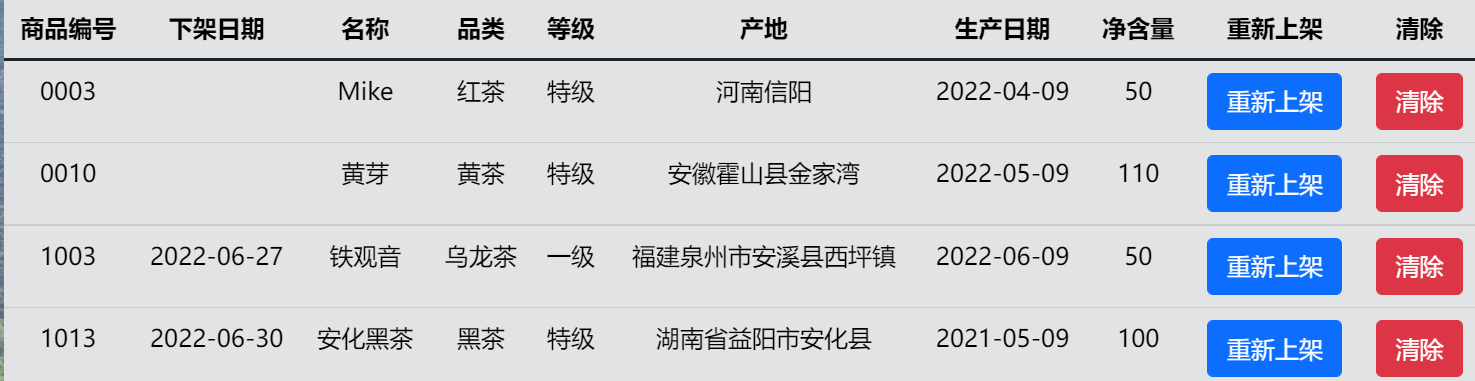 商品编号 下架日期 名称 品类 等级 产地 生产日期 净含量 重新上架 清除
0003 Mike 红茶 特级 河南信阳 2022-04-09 50 重新上架 清除
0010 黄芽 黄茶 特级 安徽霍山县金家湾 2022-05-09 110 重新上架 清除
1003 2022-06-27 铁观音 乌龙茶 一级 福建泉州市安溪县西坪镇 2022-06-09 50 重新上架 清除
1013 2022-06-30 安化黑茶 黑茶 特级 湖南省益阳市安化县 2021-05-09 100 重新上架 清除